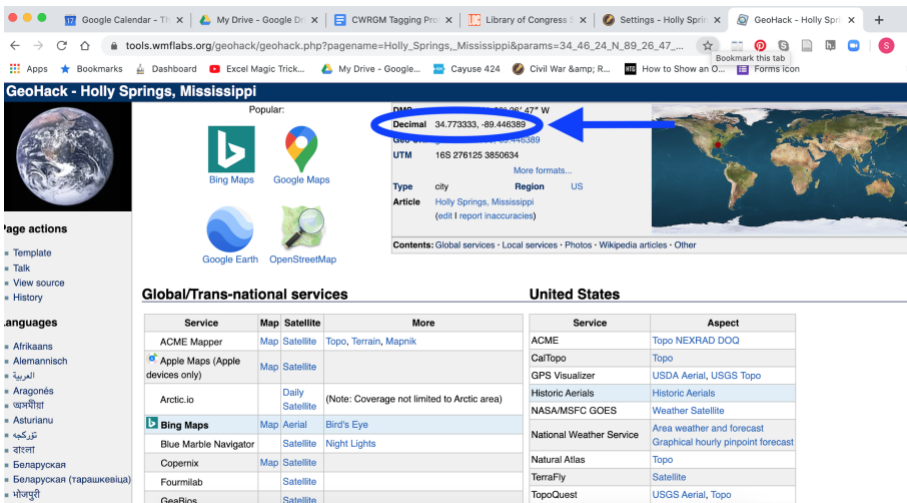 Google Calendar - Th
My Drive - Google Dr
CWRGM Tagging Pro
Library of Congress S
Settings - Holly Sprin
GeoHack - Holly Spri
tools.wmflabs.org/geohack/geohack.php?pagename=Holly_Springs,_Mississippi&params=34_46_24_N_89_26_47_...
S
Bookmark this tab
Apps Bookmarks Dashboard Excel Magic Trick... My Drive - Google... Cayuse 424 Civil War &amp; R... How to Show an O... Forms icon
GeoHack - Holly Springs, Mississippi
Popular:
Bing Maps Google Maps
Google Earth OpenStreetMap
47″ W
Decimal 34.773333, -89.446389
UTM 16S 276125 3850634
More formats...
Type city Region US
Article Holly Springs, Mississippi
(edit | report inaccuracies)
Contents: Global services · Local services · Photos · Wikipedia articles · Other
Page actions
Template
Talk
View source
History
Languages
Afrikaans
Alemannisch
العربية
Aragonés
অসমীয়া
Asturianu
تۆرکجه
বাংলা
Беларуская
Беларуская (тарашкевіца)
भोजपुरी
Global/Trans-national services
Service Map Satellite More
ACME Mapper Map Satellite Topo, Terrain, Mapnik
Apple Maps (Apple devices only) Map Satellite
Arctic.io Daily Satellite (Note: Coverage not limited to Arctic area)
Bing Maps Map Aerial Bird's Eye
Blue Marble Navigator Satellite Night Lights
Copernix Map Satellite
Fourmilab Satellite
GeaBios Satellite
United States
Service Aspect
ACME Topo NEXRAD DOQ
CalTopo Topo
GPS Visualizer USDA Aerial, USGS Topo
Historic Aerials Historic Aerials
NASA/MSFC GOES Weather Satellite
National Weather Service Area weather and forecast
Graphical hourly pinpoint forecast
Natural Atlas Topo
TerraFly Satellite
TopoQuest USGS Aerial, Topo